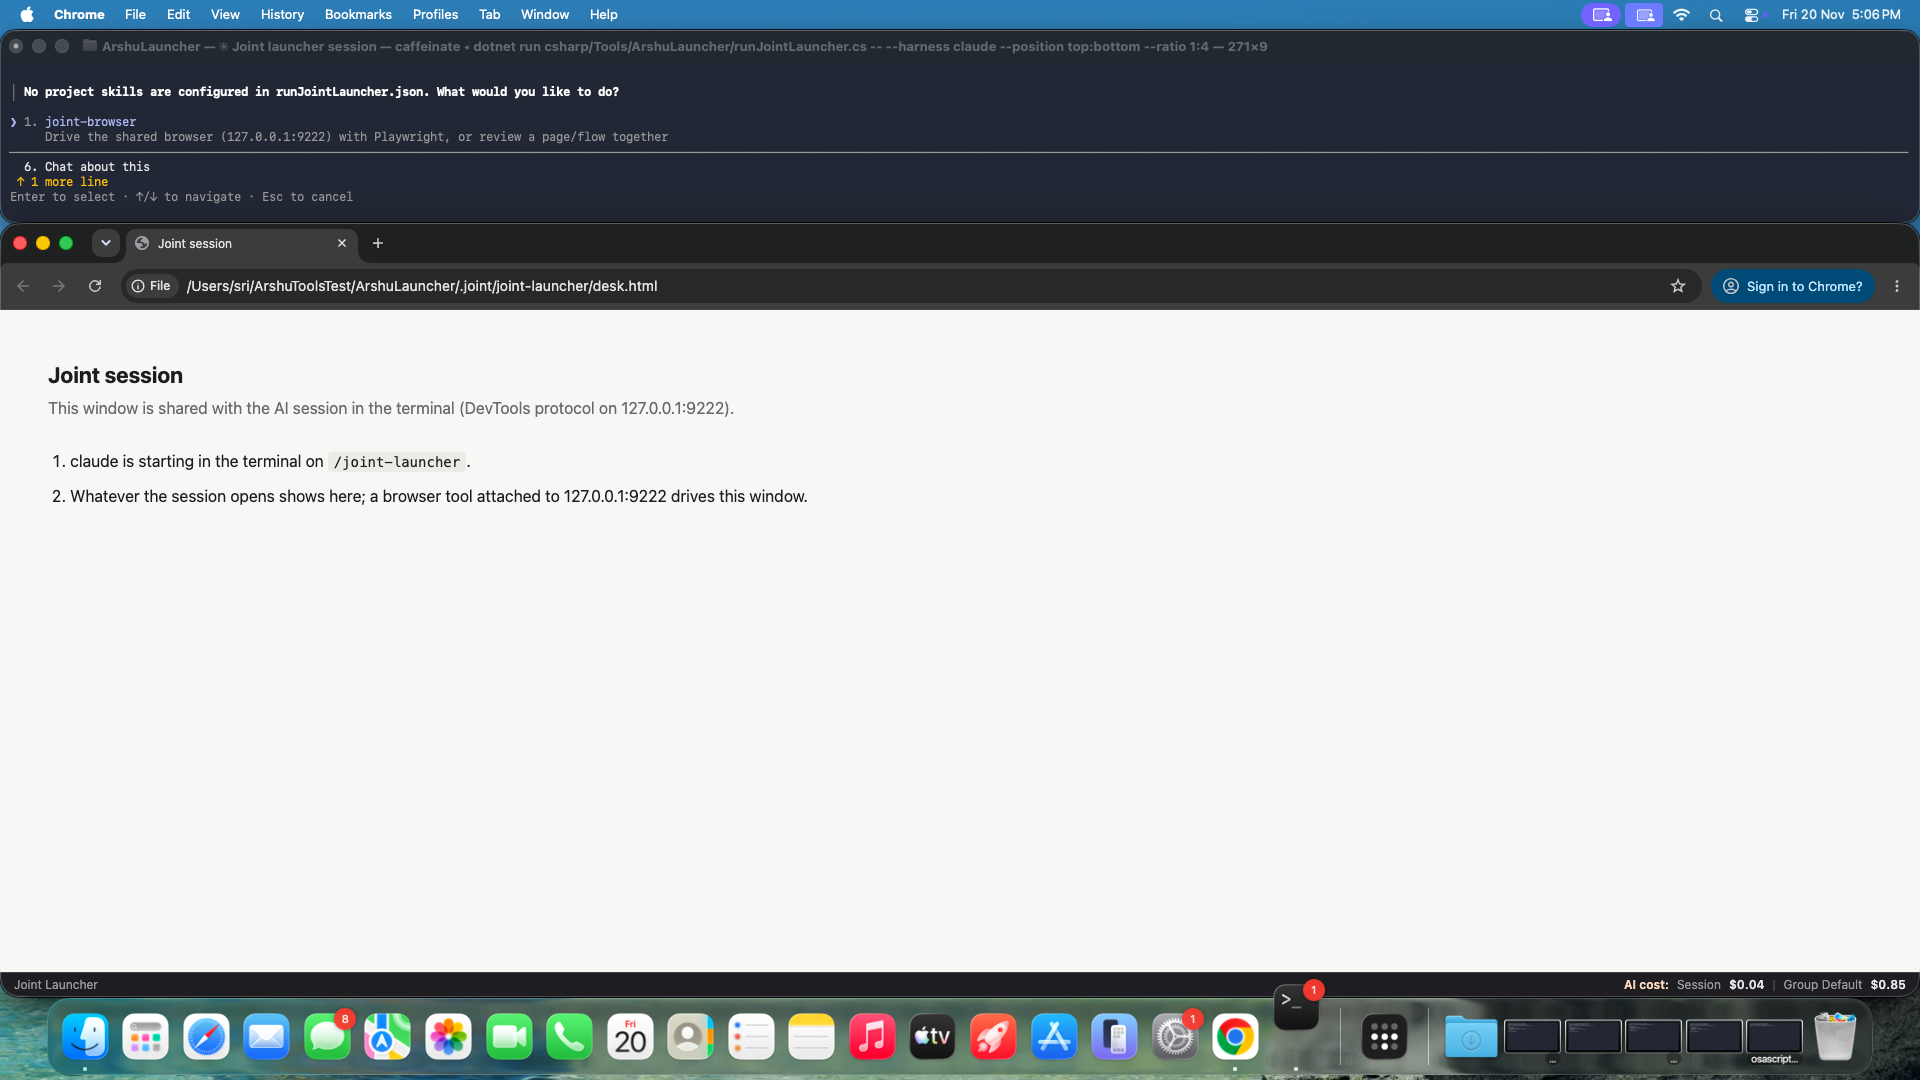 Chrome File Edit View History Bookmarks Profiles Tab Window Help Fri 20 Nov 5:06 PM
ArshuLauncher — ✳ Joint launcher session — caffeinate ◂ dotnet run csharp/Tools/ArshuLauncher/runJointLauncher.cs -- --harness claude --position top:bottom --ratio 1:4 — 271×9
No project skills are configured in runJointLauncher.json. What would you like to do?
❯ 1. joint-browser
Drive the shared browser (127.0.0.1:9222) with Playwright, or review a page/flow together
6. Chat about this
↑ 1 more line
Enter to select · ↑/↓ to navigate · Esc to cancel
Joint session
File /Users/sri/ArshuToolsTest/ArshuLauncher/.joint/joint-launcher/desk.html Sign in to Chrome?
Joint session
This window is shared with the AI session in the terminal (DevTools protocol on 127.0.0.1:9222).
1. claude is starting in the terminal on /joint-launcher.
2. Whatever the session opens shows here; a browser tool attached to 127.0.0.1:9222 drives this window.
Joint Launcher AI cost: Session $0.04 | Group Default $0.85
8
Fri
20
tv
1
>_
1
...
...
osascript...